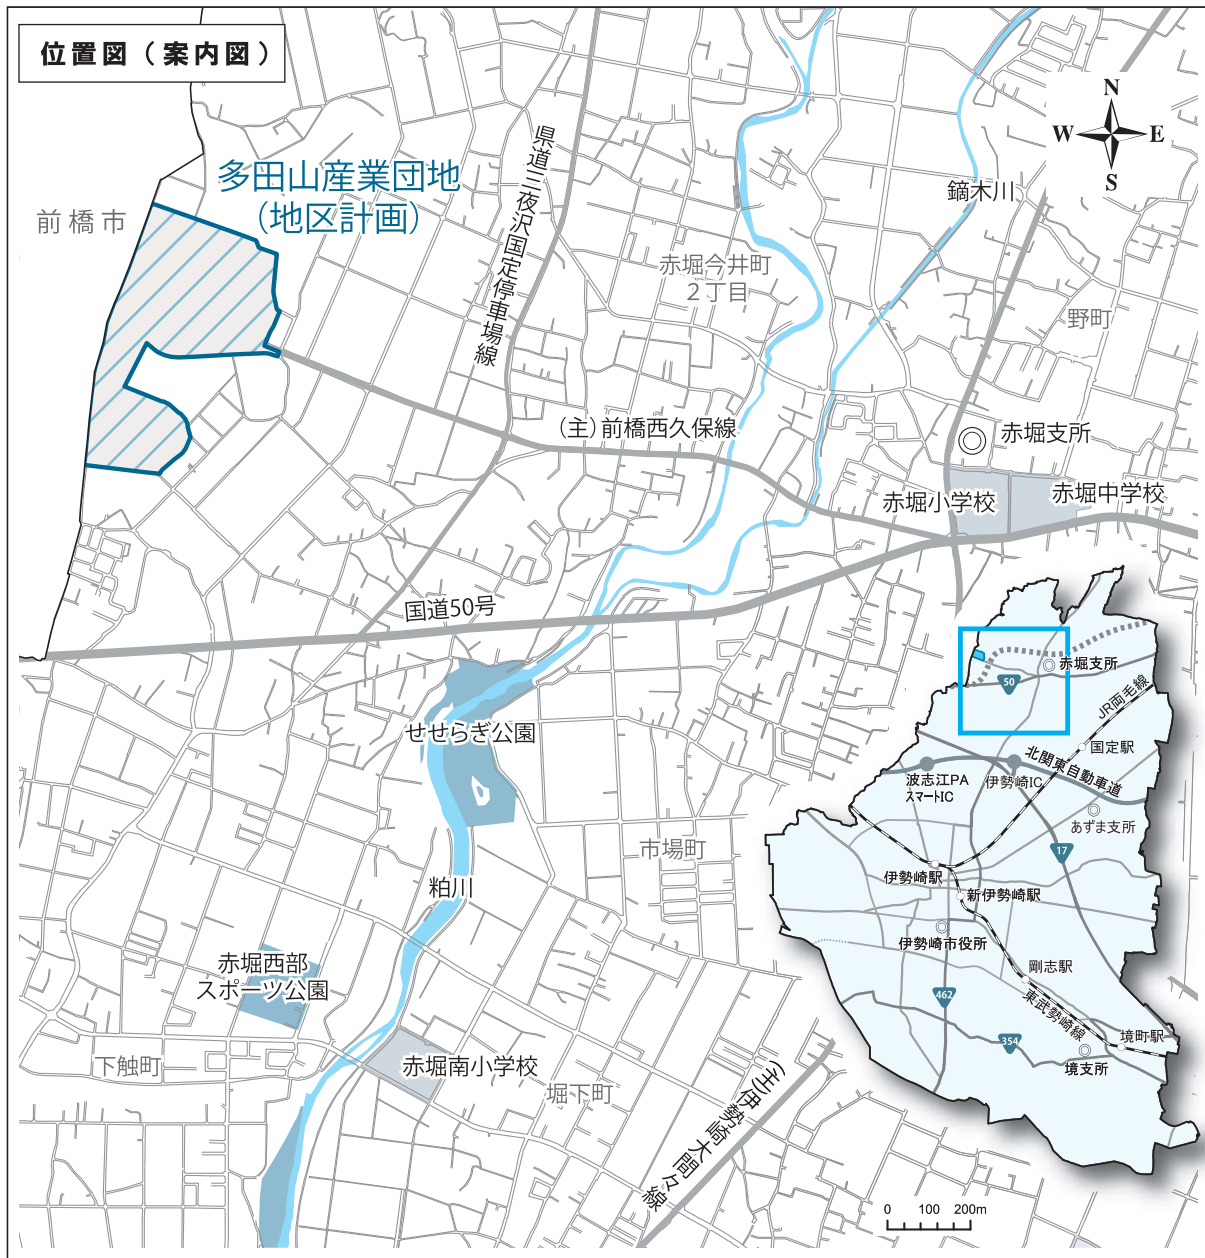 位置図（案内図）
N
W
E
S
多田山産業団地
（地区計画）
前橋市
県道三夜沢国定停車場線
鏑木川
赤堀今井町
２丁目
野町
（主）前橋西久保線
赤堀支所
赤堀小学校
赤堀中学校
国道50号
せせらぎ公園
市場町
粕川
赤堀西部
スポーツ公園
下触町
赤堀南小学校
堀下町
（主）伊勢崎大間々線
赤堀支所
50
JR両毛線
国定駅
北関東自動車道
波志江PA
スマートIC
伊勢崎IC
あずま支所
17
伊勢崎駅
新伊勢崎駅
伊勢崎市役所
剛志駅
462
東武勢崎線
354
境町駅
境支所
0 100 200m